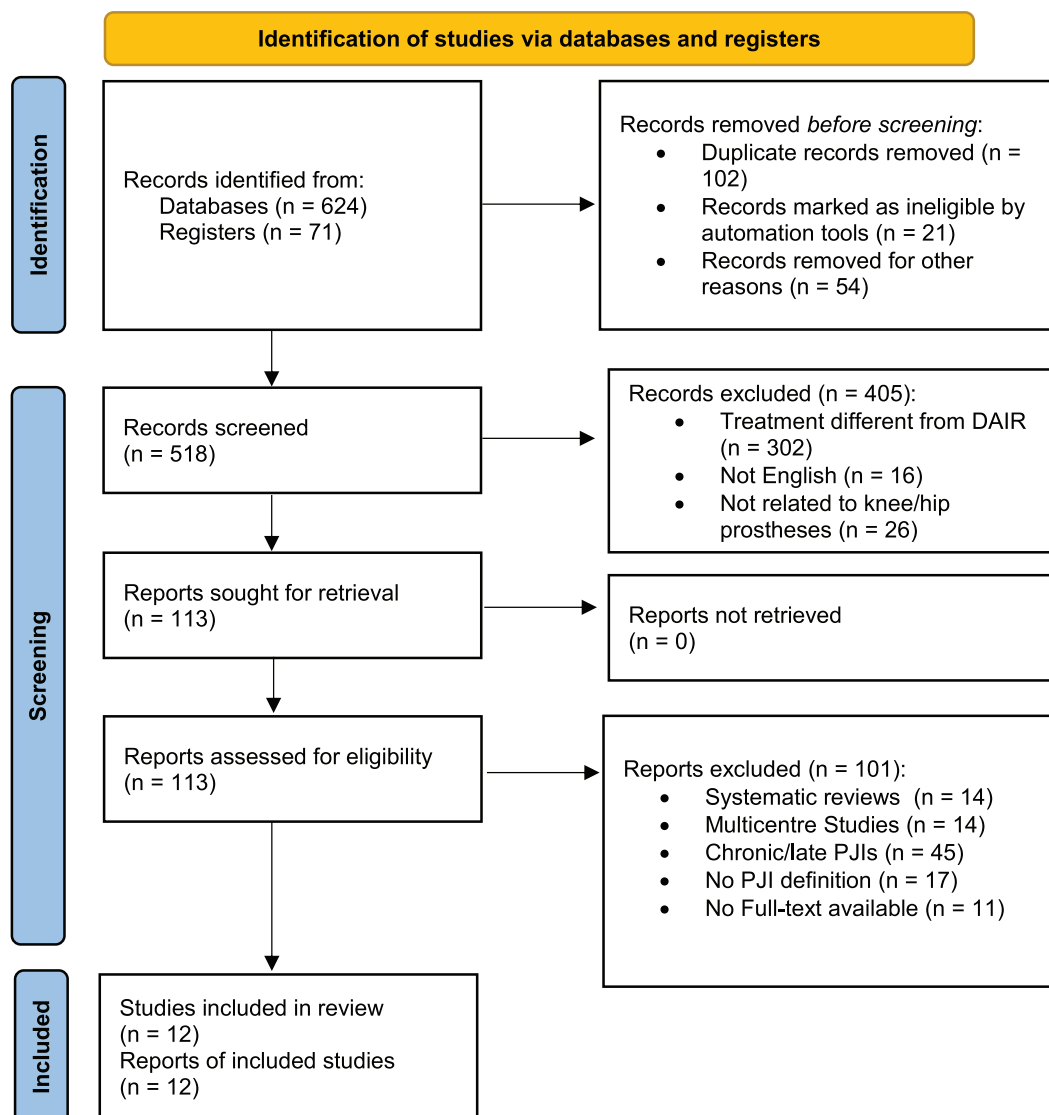 Identification of studies via databases and registers
Identification
Records identified from:
Databases (n = 624)
Registers (n = 71)
Records removed before screening:
• Duplicate records removed (n =
102)
• Records marked as ineligible by
automation tools (n = 21)
• Records removed for other
reasons (n = 54)
Screening
Records screened
(n = 518)
Records excluded (n = 405):
• Treatment different from DAIR
(n = 302)
• Not English (n = 16)
• Not related to knee/hip
prostheses (n = 26)
Reports sought for retrieval
(n = 113)
Reports not retrieved
(n = 0)
Reports assessed for eligibility
(n = 113)
Reports excluded (n = 101):
• Systematic reviews (n = 14)
• Multicentre Studies (n = 14)
• Chronic/late PJIs (n = 45)
• No PJI definition (n = 17)
• No Full-text available (n = 11)
Included
Studies included in review
(n = 12)
Reports of included studies
(n = 12)